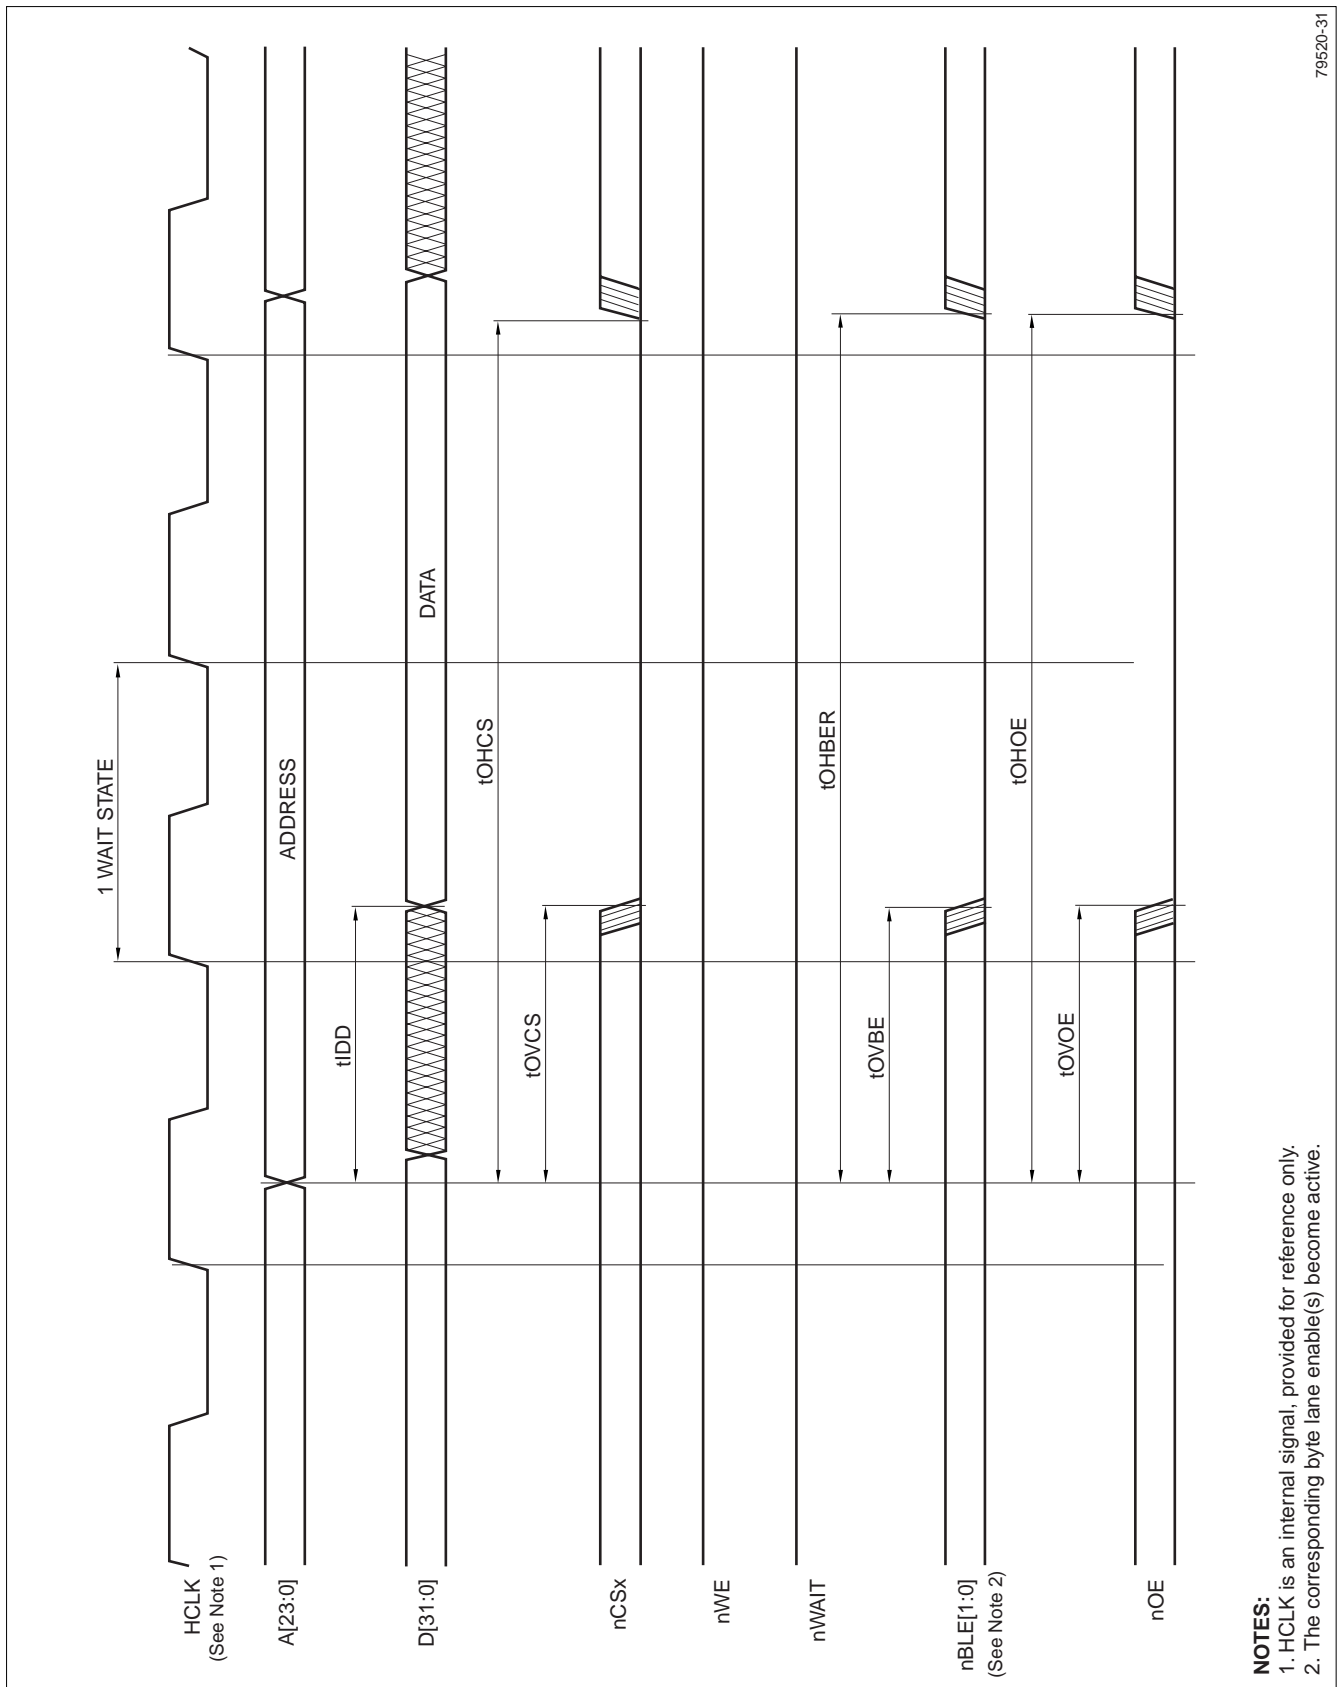 1 WAIT STATE
HCLK
(See Note 1)
A[23:0]
ADDRESS
tIDD
D[31:0]
DATA
tOHCS
tOVCS
nCSx
nWE
nWAIT
tOHBER
tOVBE
nBLE[1:0]
(See Note 2)
tOHOE
tOVOE
nOE
NOTES:
1. HCLK is an internal signal, provided for reference only.
2. The corresponding byte lane enable(s) become active.
79520-31